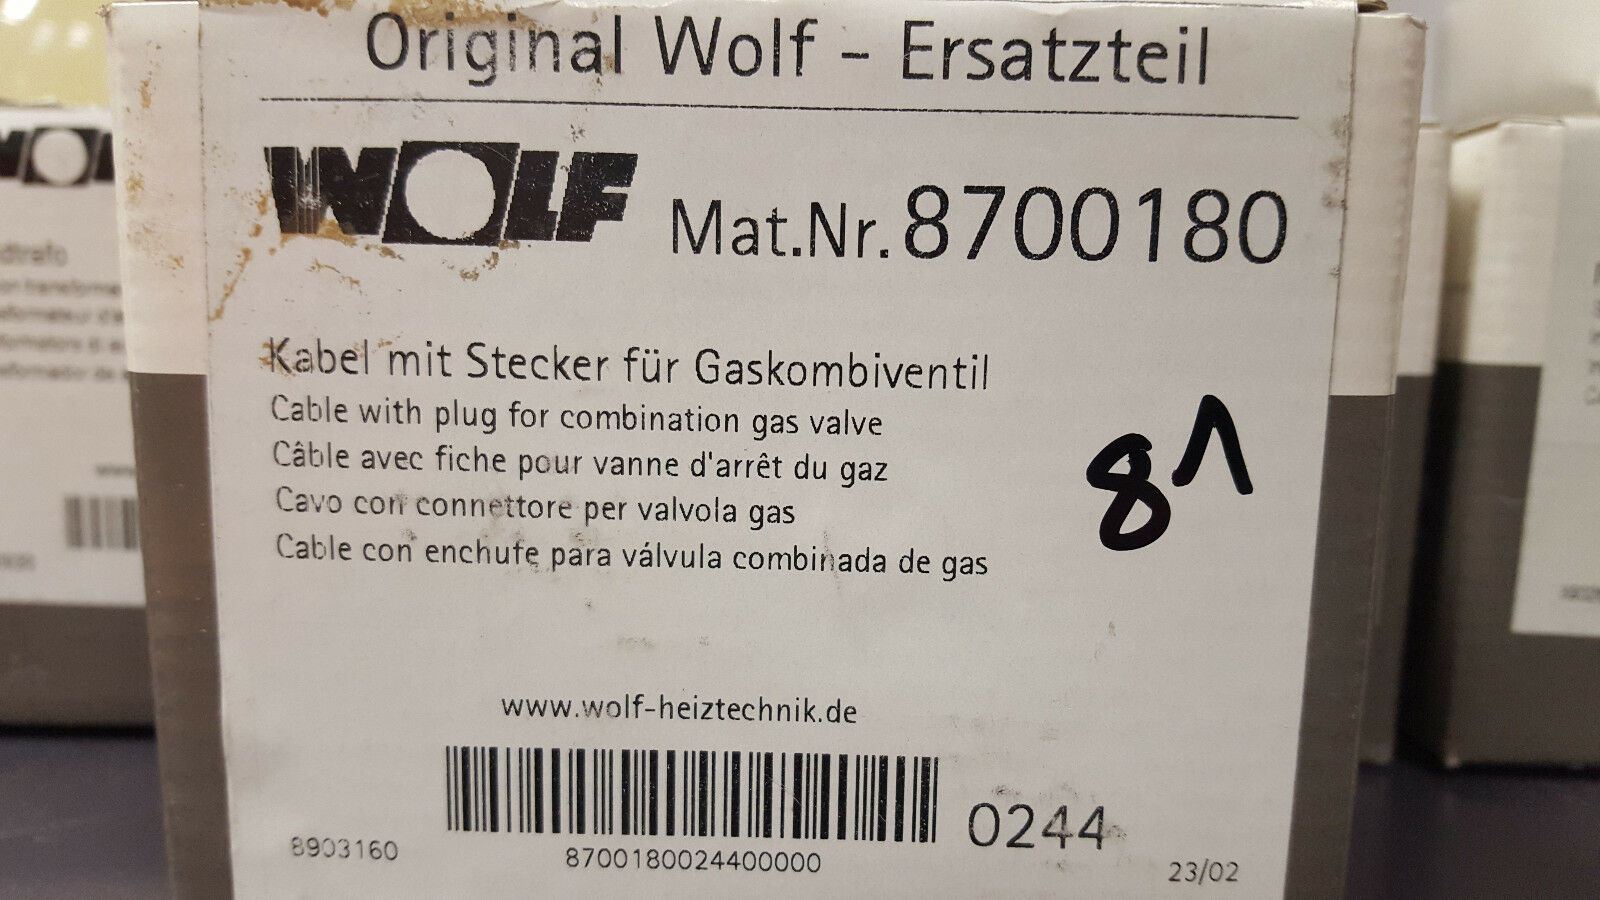 Original Wolf - Ersatzteil
WOLF
Mat.Nr. 8700180
Kabel mit Stecker für Gaskombiventil
Cable with plug for combination gas valve
Câble avec fiche pour vanne d'arrêt du gaz
Cavo con connettore per valvola gas
Cable con enchufe para válvula combinada de gas
8^
www.wolf-heiztechnik.de
0244
8903160
8700180024400000
23/02